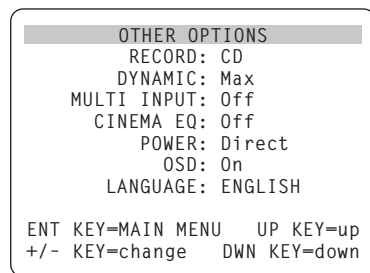 OTHER OPTIONS
RECORD: CD
DYNAMIC: Max
MULTI INPUT: Off
CINEMA EQ: Off
POWER: Direct
OSD: On
LANGUAGE: ENGLISH
ENT KEY=MAIN MENU UP KEY=up
+/- KEY=change DWN KEY=down